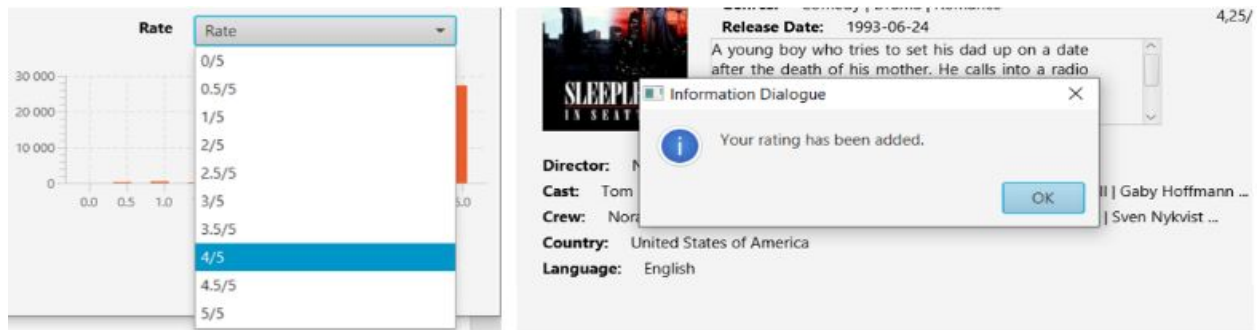 Rate Rate
0/5
0.5/5
1/5
2/5
2.5/5
3/5
3.5/5
4/5
4.5/5
5/5
30 000
20 000
10 000
0
0.0 0.5 1.0
Release Date: 1993-06-24
4,25/
A young boy who tries to set his dad up on a date
after the death of his mother. He calls into a radio
IN
Information Dialogue
Your rating has been added.
OK
Director:
Cast: Tom | Gaby Hoffmann ...
Crew: | Sven Nykvist ...
Country: United States of America
Language: English